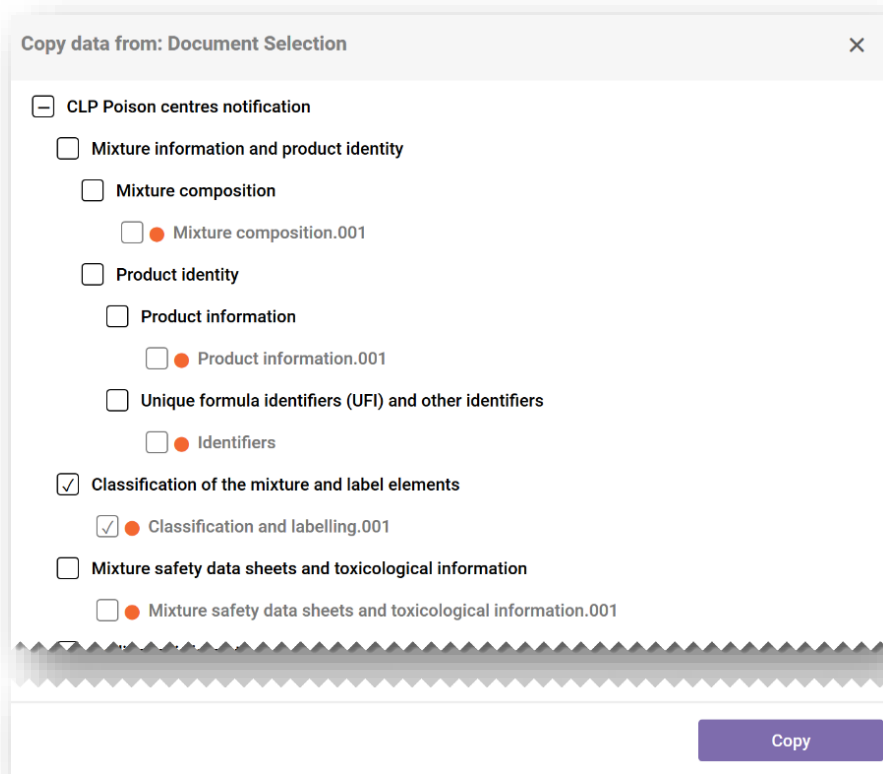 Copy data from: Document Selection
CLP Poison centres notification
Mixture information and product identity
Mixture composition
Mixture composition.001
Product identity
Product information
Product information.001
Unique formula identifiers (UFI) and other identifiers
Identifiers
Classification of the mixture and label elements
Classification and labelling.001
Mixture safety data sheets and toxicological information
Mixture safety data sheets and toxicological information.001
Copy